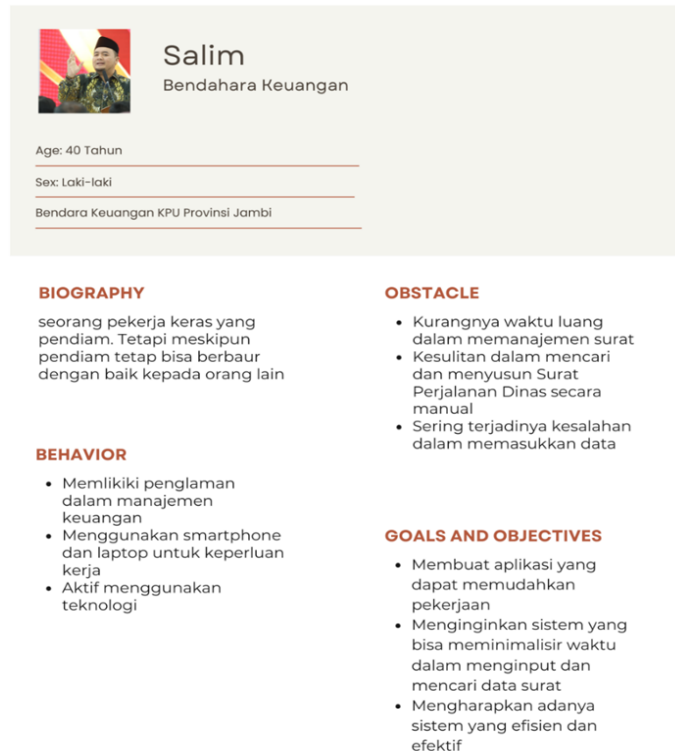 Salim
Bendahara Keuangan
Age: 40 Tahun
Sex: Laki-laki
Bendara Keuangan KPU Provinsi Jambi
BIOGRAPHY
seorang pekerja keras yang
pendiam. Tetapi meskipun
pendiam tetap bisa berbaur
dengan baik kepada orang lain
BEHAVIOR
• Memlikiki penglaman
dalam manajemen
keuangan
• Menggunakan smartphone
dan laptop untuk keperluan
kerja
• Aktif menggunakan
teknologi
OBSTACLE
• Kurangnya waktu luang
dalam memanajemen surat
• Kesulitan dalam mencari
dan menyusun Surat
Perjalanan Dinas secara
manual
• Sering terjadinya kesalahan
dalam memasukkan data
GOALS AND OBJECTIVES
• Membuat aplikasi yang
dapat memudahkan
pekerjaan
• Menginginkan sistem yang
bisa meminimalisir waktu
dalam menginput dan
mencari data surat
• Mengharapkan adanya
sistem yang efisien dan
efektif